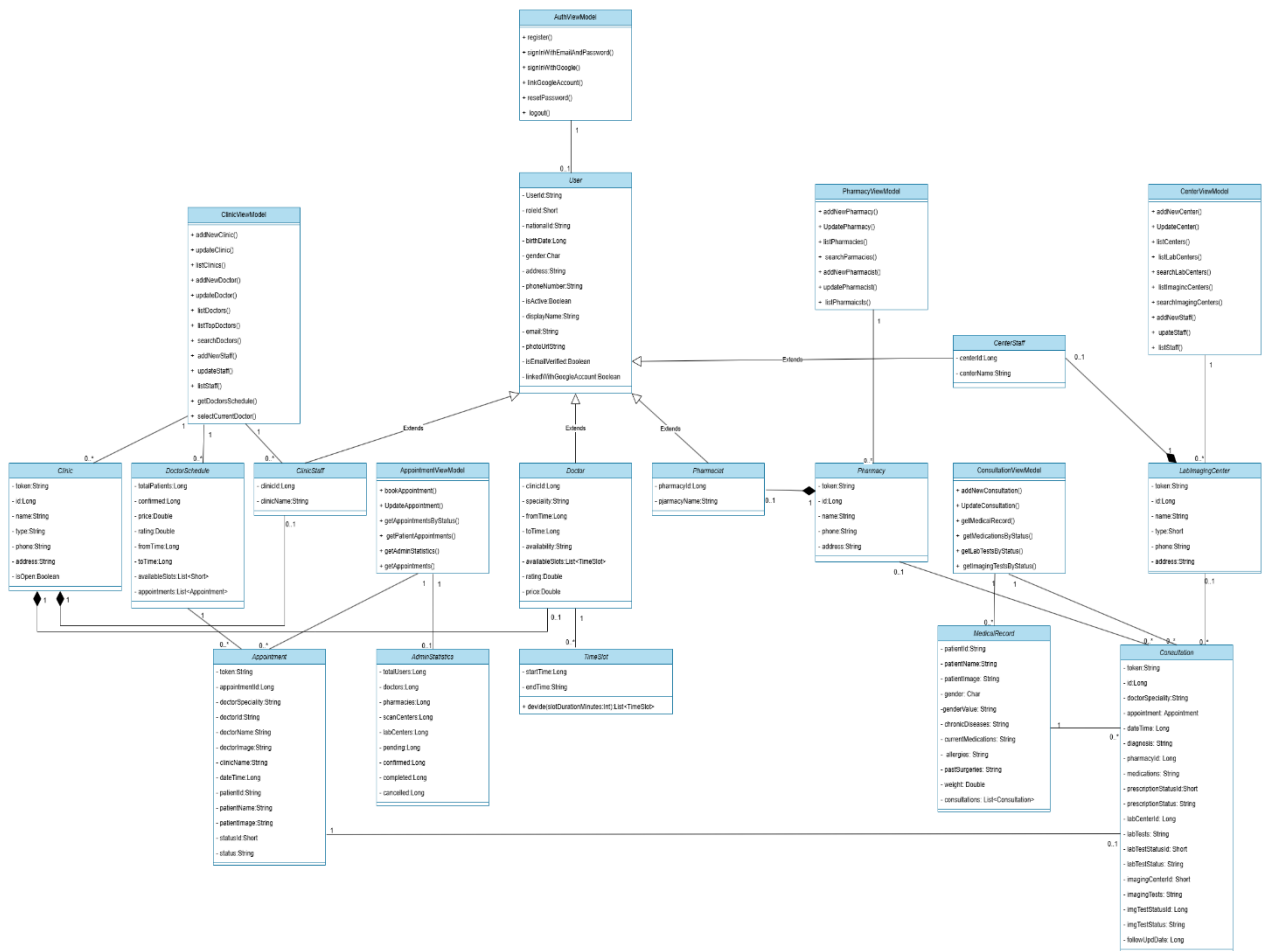 AuthViewModel
+ register()
+ signInWithEmailAndPassword()
+ signInWithGoogle()
+ linkGoogleAccount()
+ resetPassword()
+ logout()
1
0..1
User
- UserId:String
- roleId:Short
- nationalId:String
- birthDate:Long
- gender:Char
- address:String
- phoneNumber:String
- isActive:Boolean
- displayName:String
- email:String
- photoUrlString
- isEmailVerified:Boolean
- linkedWithGoogleAccount:Boolean
PharmacyViewModel
+ addNewPharmacy()
+ UpdatePharmacy()
+ listPharmacies()
+ searchParmacies()
+ addNewPharmacist()
+ updatePharmacist()
+ listPharmaicsts()
1
CenterViewModel
+ addNewCenter()
+ UpdateCenter()
+ listCenters()
+ listLabCenters()
+ searchLabCenters()
+ listImagincCenters()
+ searchImagingCenters()
+ addNewStaff()
+ upateStaff()
+ listStaff()
1
ClinicViewModel
+ addNewClinic()
+ updateClinic()
+ listClinics()
+ addNewDoctor()
+ updateDoctor()
+ listDoctors()
+ listTopDoctors()
+ searchDoctors()
+ addNewStaff()
+ updateStaff()
+ listStaff()
+ getDoctorsSchedule()
+ selectCurrentDoctor()
1
1
1
CenterStaff
- centerId:Long
- centerName:String
Extends
0..1
1
Extends
Extends
Extends
0..*
0..*
0..*
0..*
0..*
Clinic
- token:String
- id:Long
- name:String
- type:String
- phone:String
- address:String
- isOpen:Boolean
1
1
DoctorSchedule
- totalPatients:Long
- confirmed:Long
- price:Double
- rating:Double
- fromTime:Long
- toTime:Long
- availableSlots:List<Short>
- appointments:List<Appointment>
1
0..*
ClinicStaff
- clinicId:Long
- clinicName:String
0..1
AppointmentViewModel
+ bookAppointment()
+ UpdateAppointment()
+ getAppointmentsByStatus()
+ getPatientAppointments()
+ getAdminStatistics()
+ getAppointments()
1
1
0..*
0..1
Doctor
- clinicId:Long
- speciality:String
- fromTime:Long
- toTime:Long
- availability:String
- availableSlots:List<TimeSlot>
- rating:Double
- price:Double
0..1
1
0..*
Pharmacist
- pharmacyId:Long
- pjarmacyName:String
0..1
1
Pharmacy
- token:String
- id:Long
- name:String
- phone:String
- address:String
0..1
ConsultationViewModel
+ addNewConsultation()
+ UpdateConsultation()
+ getMedicalRecord()
+ getMedicationsByStatus()
+ getLabTestsByStatus()
+ getImagingTestsByStatus()
1
1
0..*
0..*
0..*
LabImagingCenter
- token:String
- id:Long
- name:String
- type:Short
- phone:String
- address:String
0..1
0..*
Appointment
- token:String
- appointmentId:Long
- doctorSpeciality:String
- doctorId:String
- doctorName:String
- doctorImage:String
- clinicName:String
- dateTime:Long
- patientId:String
- patientName:String
- patientImage:String
- statusId:Short
- status:String
1
0..1
AdminStatistics
- totalUsers:Long
- doctors:Long
- pharmacies:Long
- scanCenters:Long
- labCenters:Long
- pending:Long
- confirmed:Long
- completed:Long
- cancelled:Long
TimeSlot
- startTime:Long
- endTime:String
+ devide(slotDurationMinutes:Int):List<TimeSlot>
MedicalRecord
- patientId:String
- patientName:String
- patientImage: String
- gender: Char
-genderValue: String
- chronicDiseases: String
- currentMedications: String
- allergies: String
- pastSurgeries: String
- weight: Double
- consultations: List<Consultation>
1
0..*
Consultation
- token:String
- id:Long
- doctorSpeciality:String
- appointment: Appointment
- dateTime: Long
- diagnosis: String
- pharmacyId: Long
- medications: String
- prescriptionStatusId:Short
- prescriptionStatus: String
- labCenterId: Long
- labTests: String
- labTestStatusId: Short
- labTestStatus: String
- imagingCenterId: Short
- imagingTests: String
- imgTestStatusId: Long
- imgTestStatus: String
- followUpdDate: Long